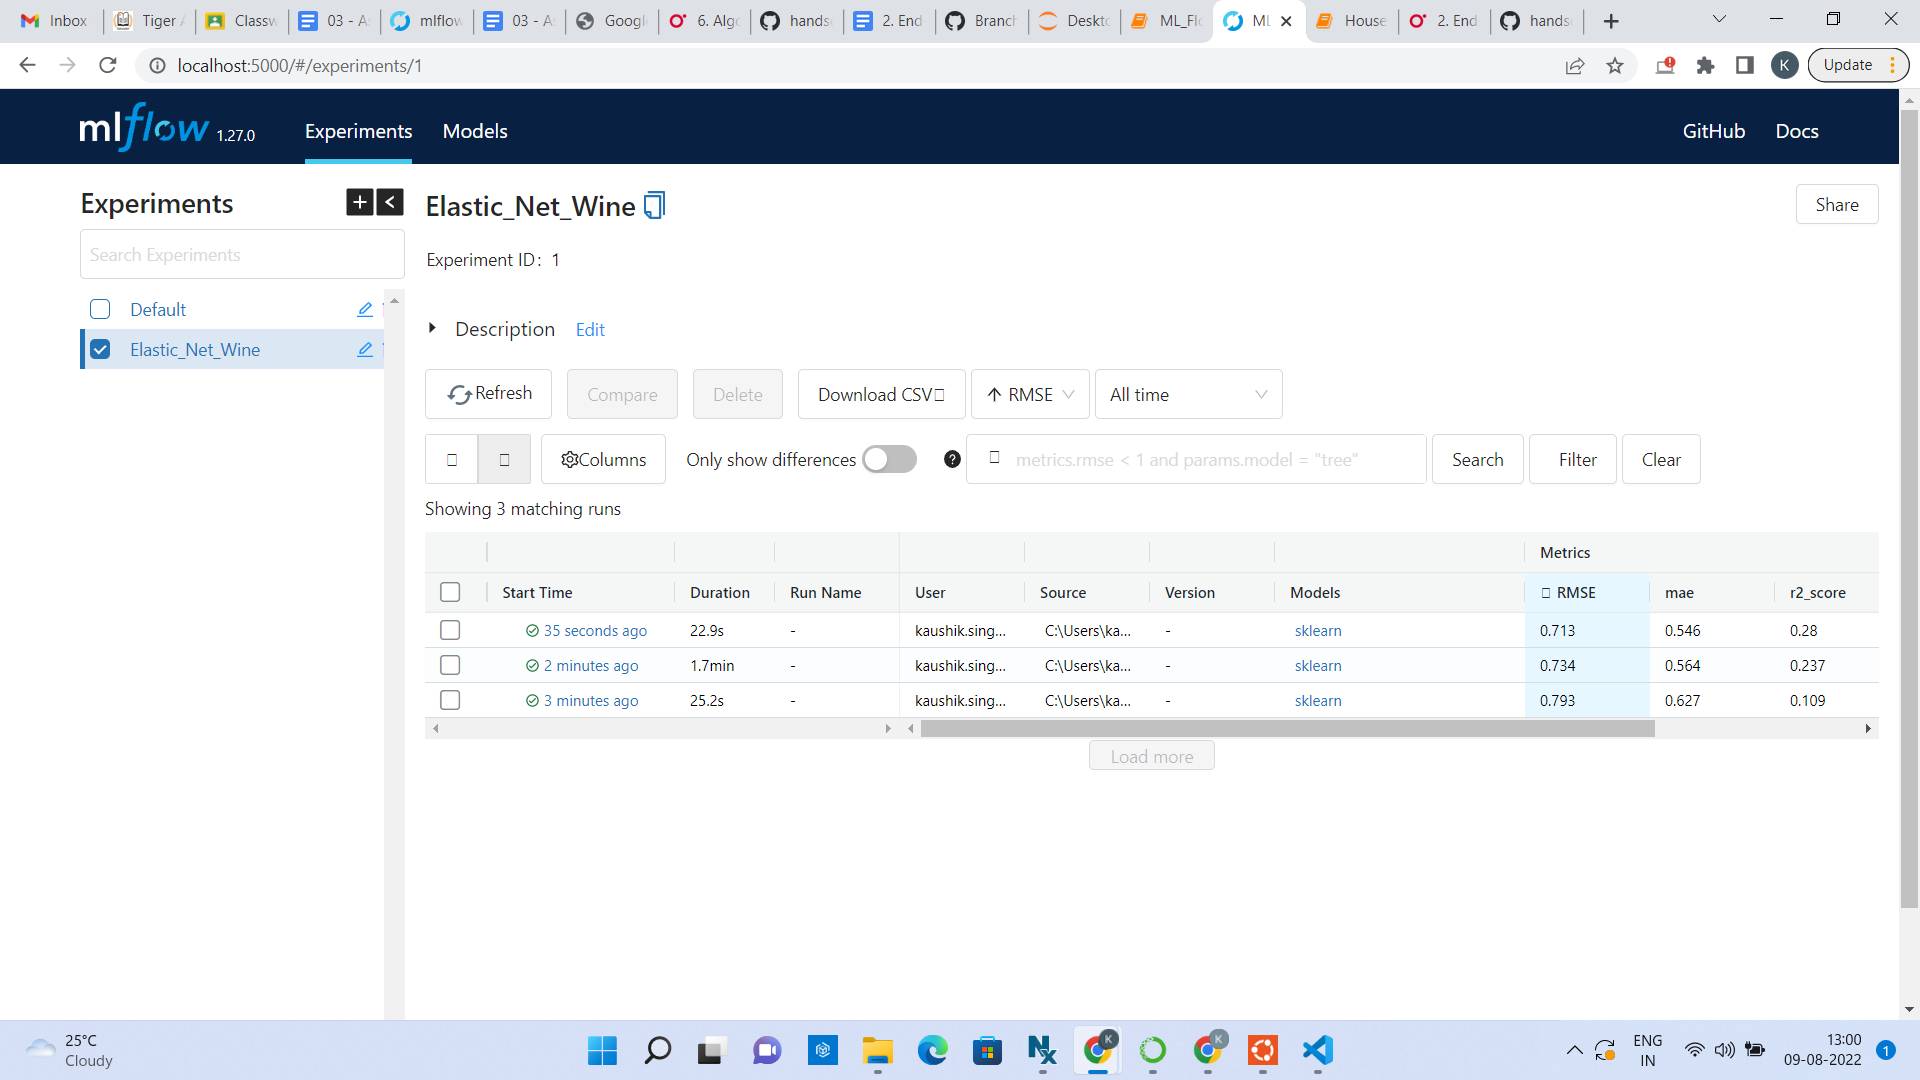 Inbox
Tiger A
Classw
03 - A
mlflow
03 - A
Google
6. Algo
hands
2. End
Branch
Deskto
ML_Flo
ML
House
2. End
hands
localhost:5000/#/experiments/1
K
Update
mlflow 1.27.0
Experiments
Models
GitHub
Docs
Experiments
+ <
Search Experiments
Default
Elastic_Net_Wine
Elastic_Net_Wine
Share
Experiment ID: 1
Description Edit
Refresh
Compare
Delete
Download CSV
↑ RMSE
All time
Columns
Only show differences
?
metrics.rmse < 1 and params.model = "tree"
Search
Filter
Clear
Showing 3 matching runs
Metrics
Start Time Duration Run Name User Source Version Models RMSE mae r2_score
35 seconds ago 22.9s - kaushik.sing... C:\Users\ka... - sklearn 0.713 0.546 0.28
2 minutes ago 1.7min - kaushik.sing... C:\Users\ka... - sklearn 0.734 0.564 0.237
3 minutes ago 25.2s - kaushik.sing... C:\Users\ka... - sklearn 0.793 0.627 0.109
Load more
25°C
Cloudy
K
K
ENG
IN
13:00
09-08-2022
1